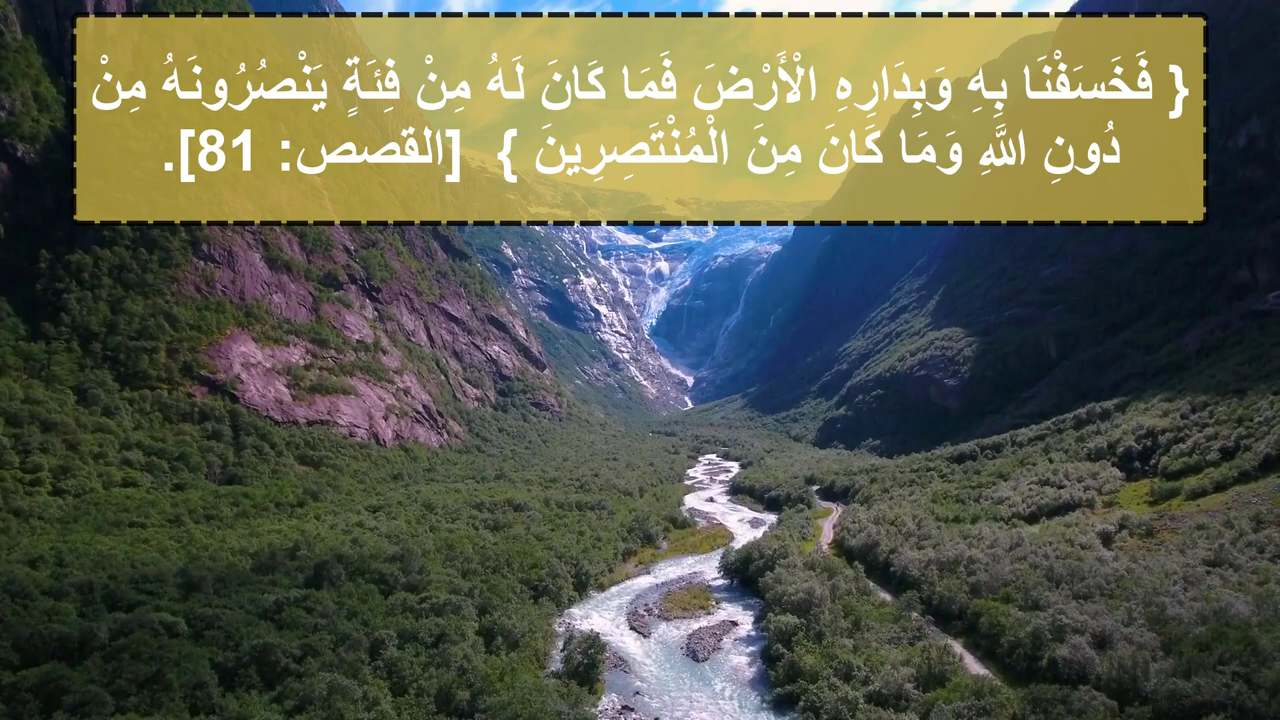 { فَخَسَفْنَا بِهِ وَبِدَارِهِ الْأَرْضَ فَمَا كَانَ لَهُ مِنْ فِئَةٍ يَنْصُرُونَهُ مِنْ
دُونِ اللَّهِ وَمَا كَانَ مِنَ الْمُنْتَصِرِينَ } [القصص: 81].